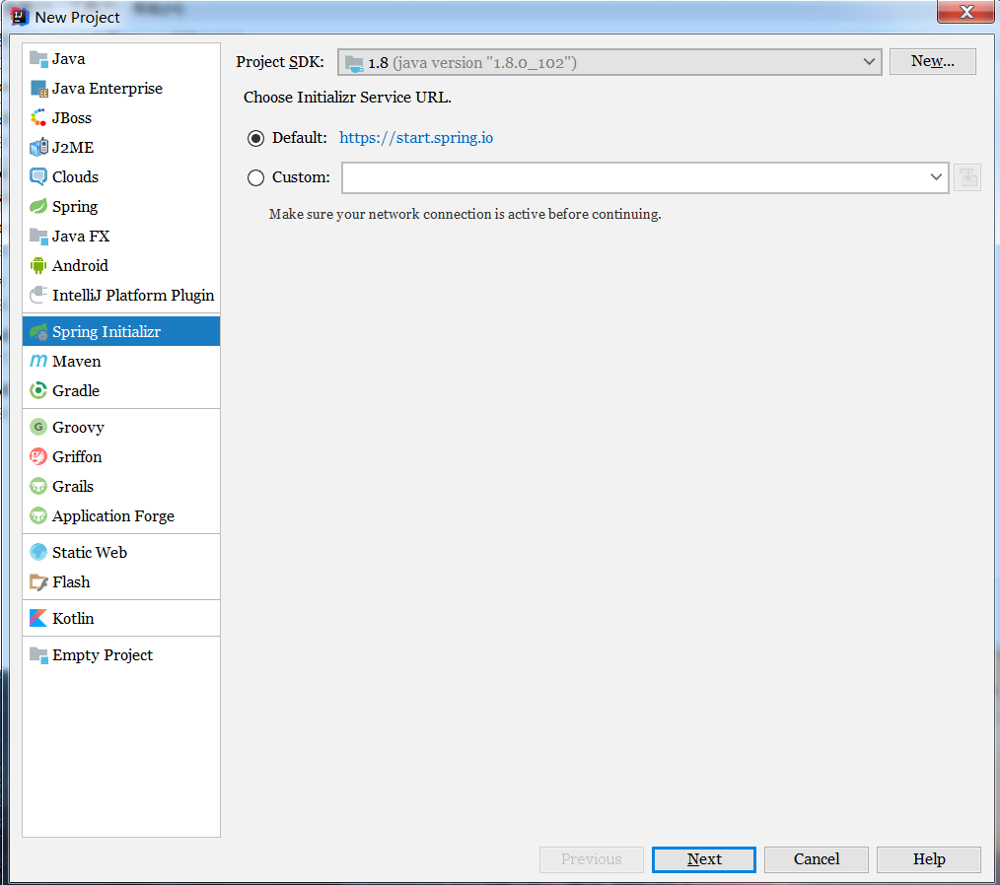 New Project
Java
Java Enterprise
JBoss
J2ME
Clouds
Spring
Java FX
Android
IntelliJ Platform Plugin
Spring Initializr
Maven
Gradle
Groovy
Griffon
Grails
Application Forge
Static Web
Flash
Kotlin
Empty Project
Project SDK: 1.8 (java version "1.8.0_102") New...
Choose Initializr Service URL.
Default: https://start.spring.io
Custom:
Make sure your network connection is active before continuing.
Previous Next Cancel Help